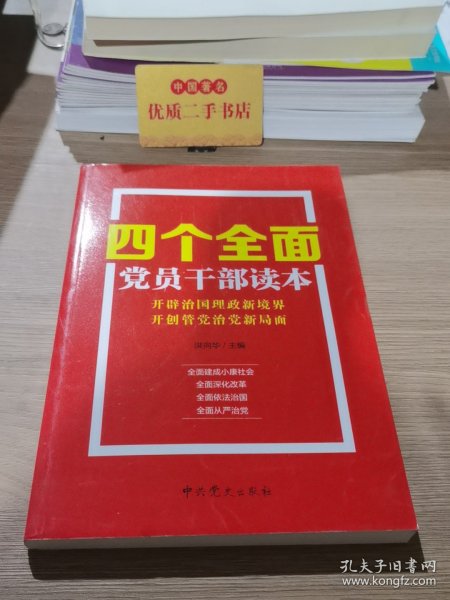 中国著名
优质二手书店
四个全面
党员干部读本
开辟治国理政新境界
开创管党治党新局面
洪向华/主编
全面建成小康社会
全面深化改革
全面依法治国
全面从严治党
中共党史出版社
孔夫子旧书网
www.kongfz.com